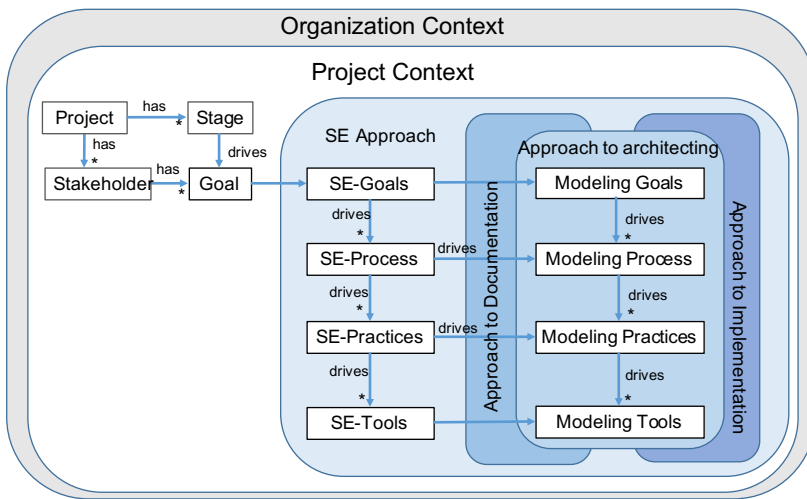 Organization Context
Project Context
Project
has
*
Stage
SE Approach
has
*
drives
Approach to architecting
Stakeholder
has
*
Goal
SE-Goals
Modeling Goals
drives
*
drives
*
SE-Process
drives
Modeling Process
drives
*
drives
*
SE-Practices
drives
Modeling Practices
drives
*
drives
*
SE-Tools
Modeling Tools
Approach to Documentation
Approach to Implementation